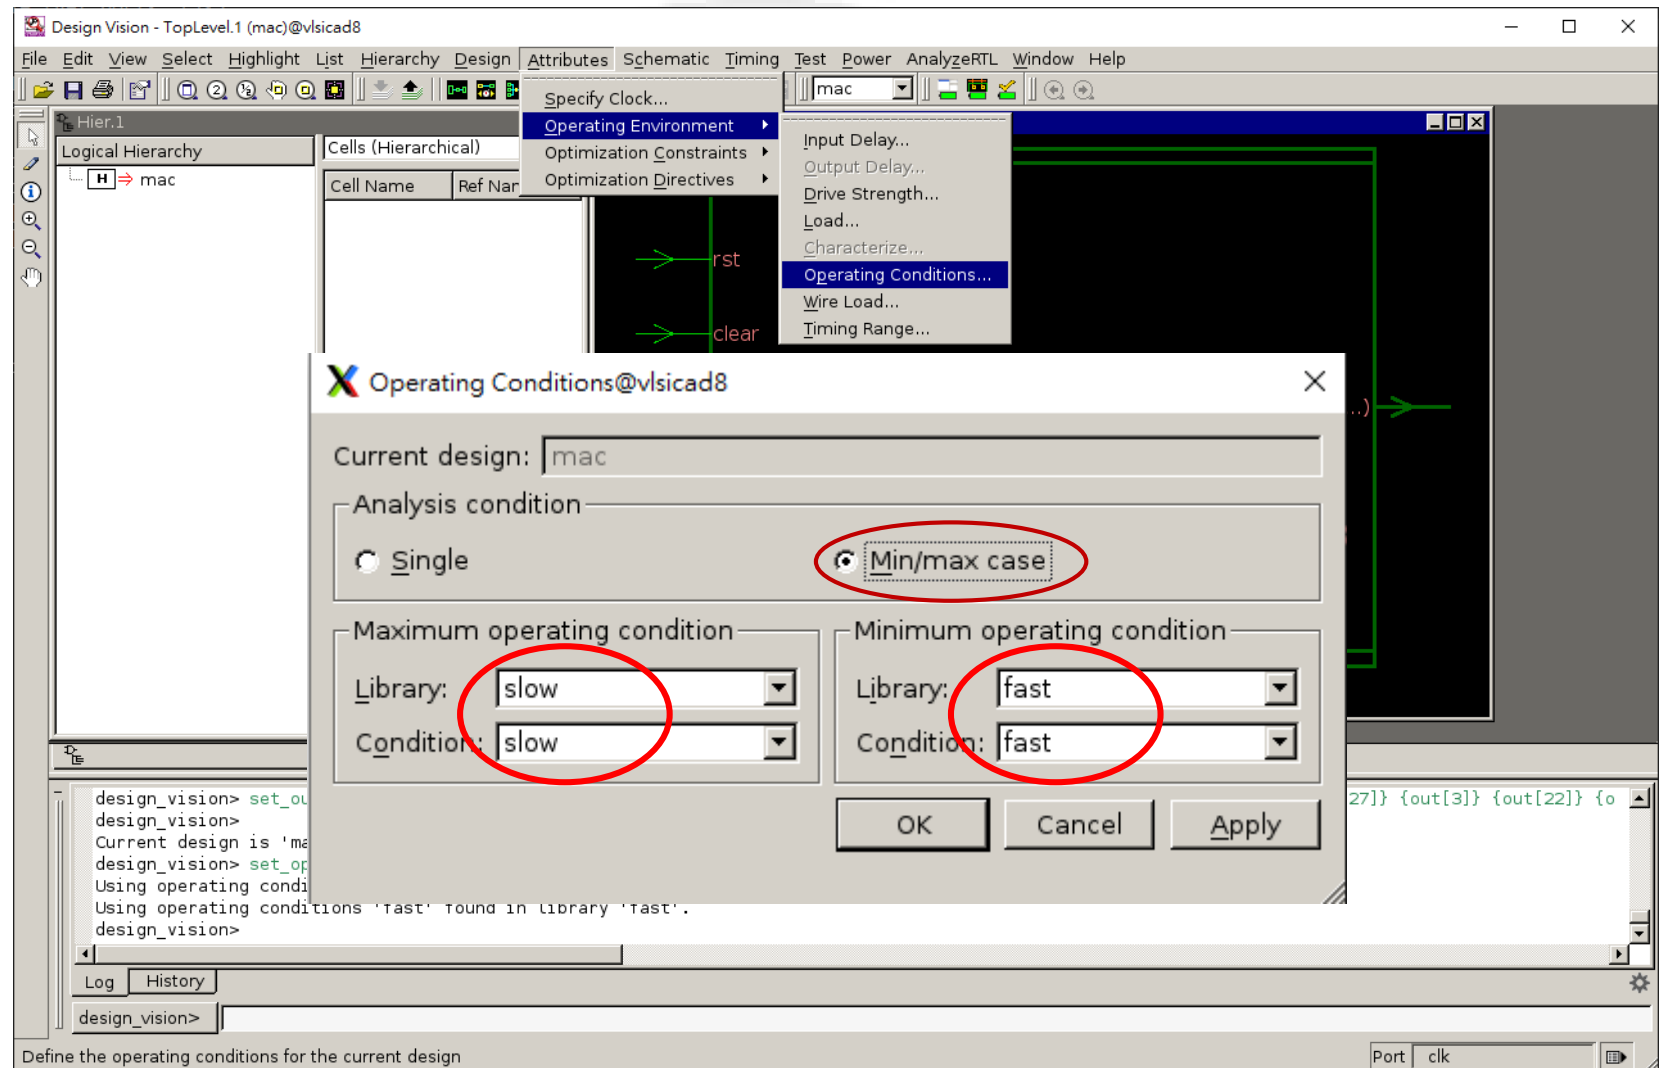 Design Vision - TopLevel.1 (mac)@vlsicad8
File Edit View Select Highlight List Hierarchy Design Attributes Schematic Timing Test Power AnalyzeRTL Window Help
mac
Specify Clock...
Operating Environment
Optimization Constraints
Optimization Directives
Input Delay...
Output Delay...
Drive Strength...
Load...
Characterize...
Operating Conditions...
Wire Load...
Timing Range...
Hier.1
Logical Hierarchy
H mac
Cells (Hierarchical)
Cell Name Ref Nar
rst
clear
..)
Operating Conditions@vlsicad8
Current design: mac
Analysis condition
Single Min/max case
Maximum operating condition
Library: slow
Condition: slow
Minimum operating condition
Library: fast
Condition: fast
OK Cancel Apply
design_vision> set_ou 27]} {out[3]} {out[22]} {o
design_vision>
Current design is 'ma
design_vision> set_op
Using operating condi
Using operating conditions 'fast' found in library 'fast'.
design_vision>
Log History
design_vision>
Define the operating conditions for the current design
Port clk